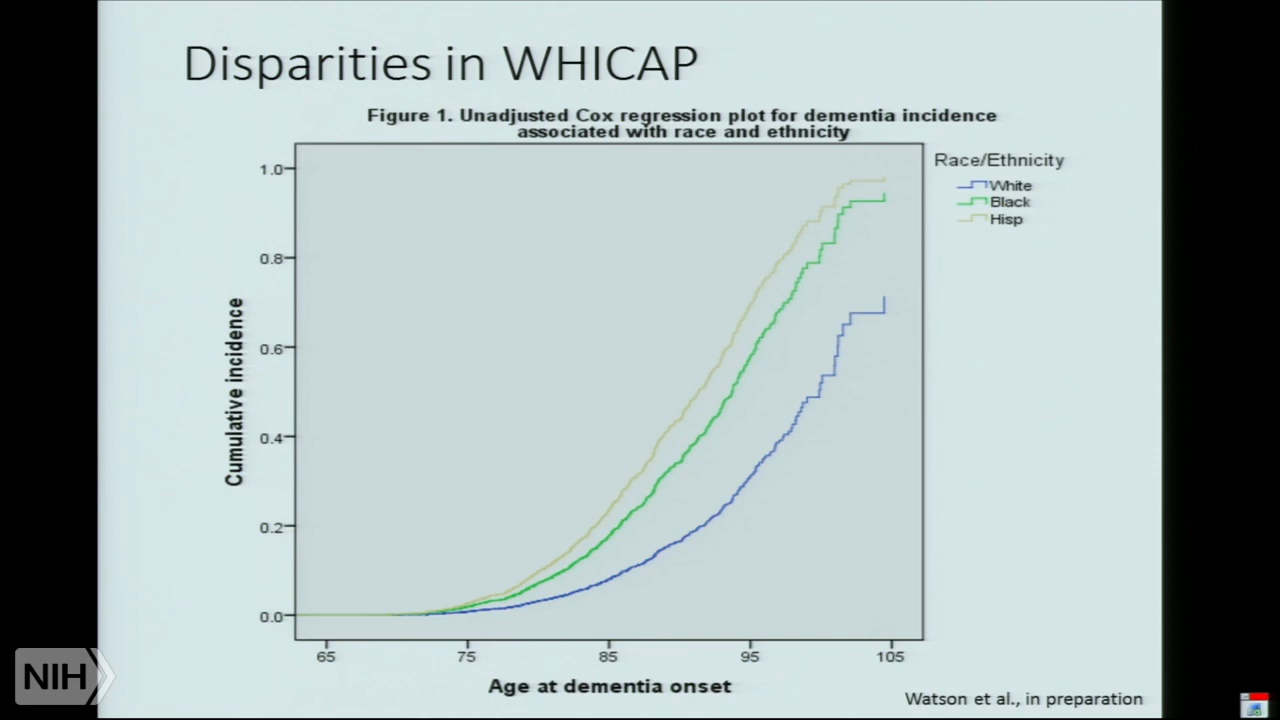 Disparities in WHICAP
Figure 1. Unadjusted Cox regression plot for dementia incidence
associated with race and ethnicity
Race/Ethnicity
White
Black
Hisp
1.0
0.8
0.6
0.4
0.2
0.0
Cumulative incidence
65 75 85 95 105
Age at dementia onset
Watson et al., in preparation
NIH